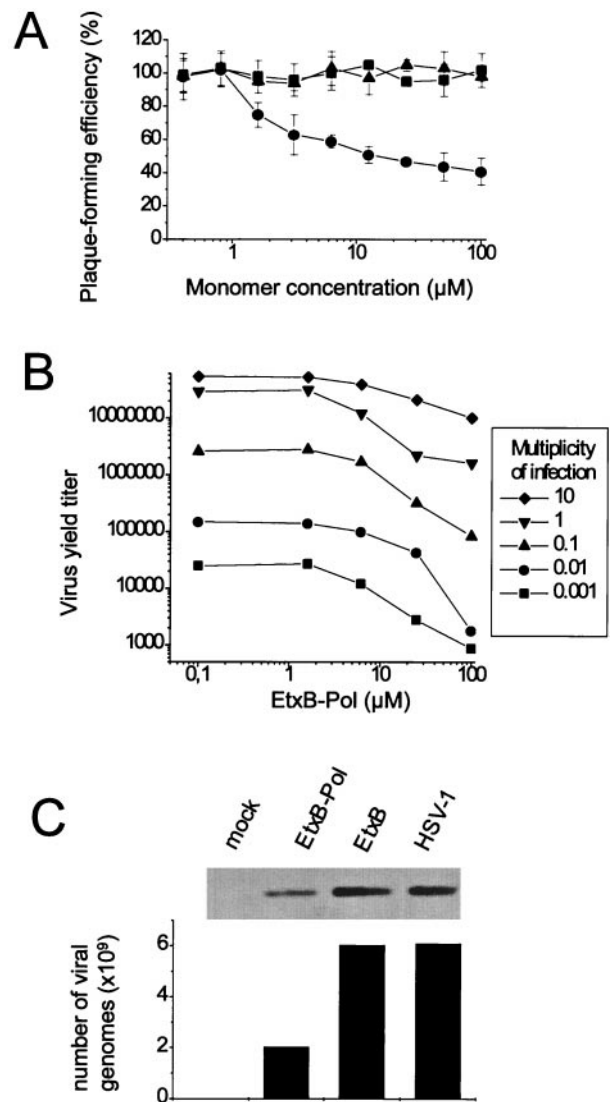 A
Plaque-forming efficiency (%)
120
100
80
60
40
20
0
1
10
100
Monomer concentration (µM)
B
Virus yield titer
10000000
1000000
100000
10000
1000
0,1
1
10
100
EtxB-Pol (µM)
Multiplicity
of infection
10
1
0.1
0.01
0.001
C
mock
EtxB-Pol
EtxB
HSV-1
number of viral
genomes (x10⁹)
6
4
2
0